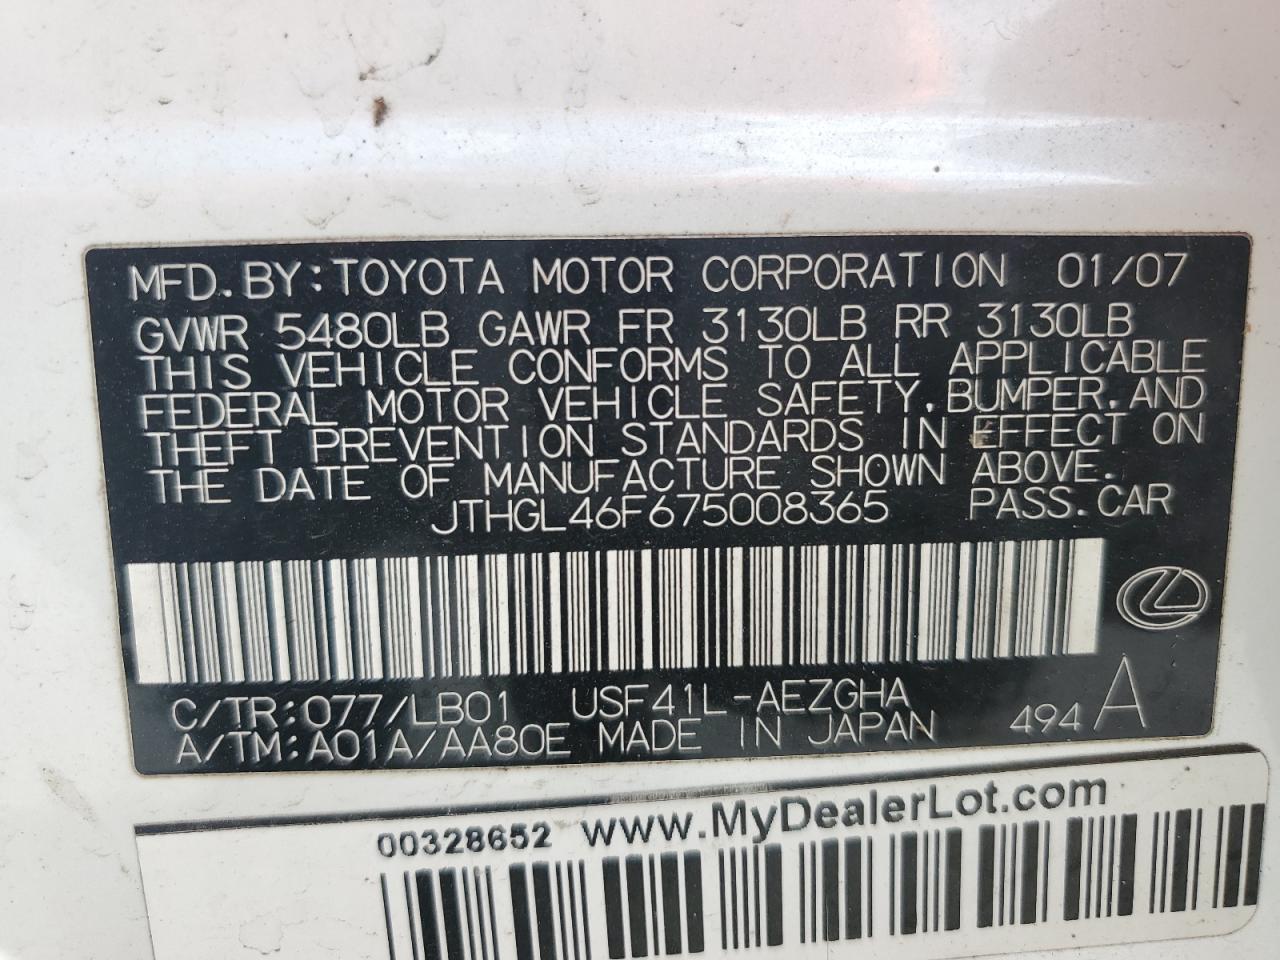 MFD. BY: TOYOTA MOTOR CORPORATION 01/07
GVWR 5480LB GAWR FR 3130LB RR 3130LB
THIS VEHICLE CONFORMS TO ALL APPLICABLE
FEDERAL MOTOR VEHICLE SAFETY, BUMPER, AND
THEFT PREVENTION STANDARDS IN EFFECT ON
THE DATE OF MANUFACTURE SHOWN ABOVE.
JTHGL46F675008365 PASS. CAR
C/TR: 077/LB01 USF41L-AEZGHA
A/TM: A01A/AA80E MADE IN JAPAN 494 A
00328652 www.MyDealerLot.com